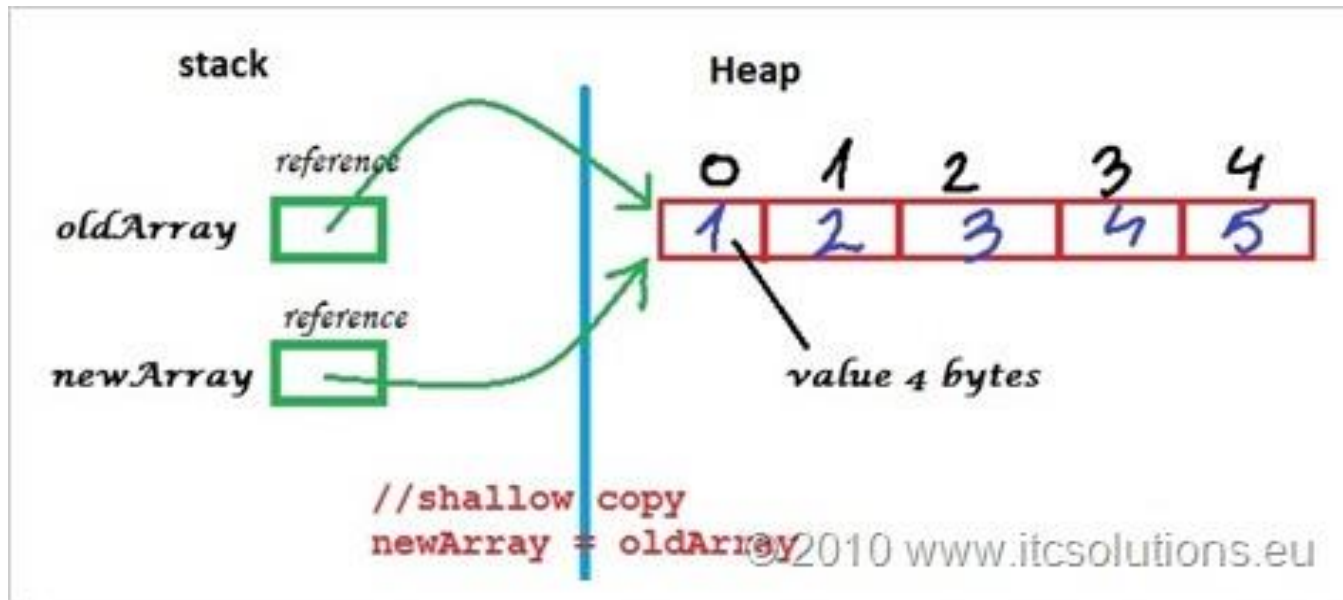 stack
Heap
reference
0 1 2 3 4
oldArray
1 2 3 4 5
reference
newArray
value 4 bytes
//shallow copy
newArray = oldArray
© 2010 www.itcsolutions.eu